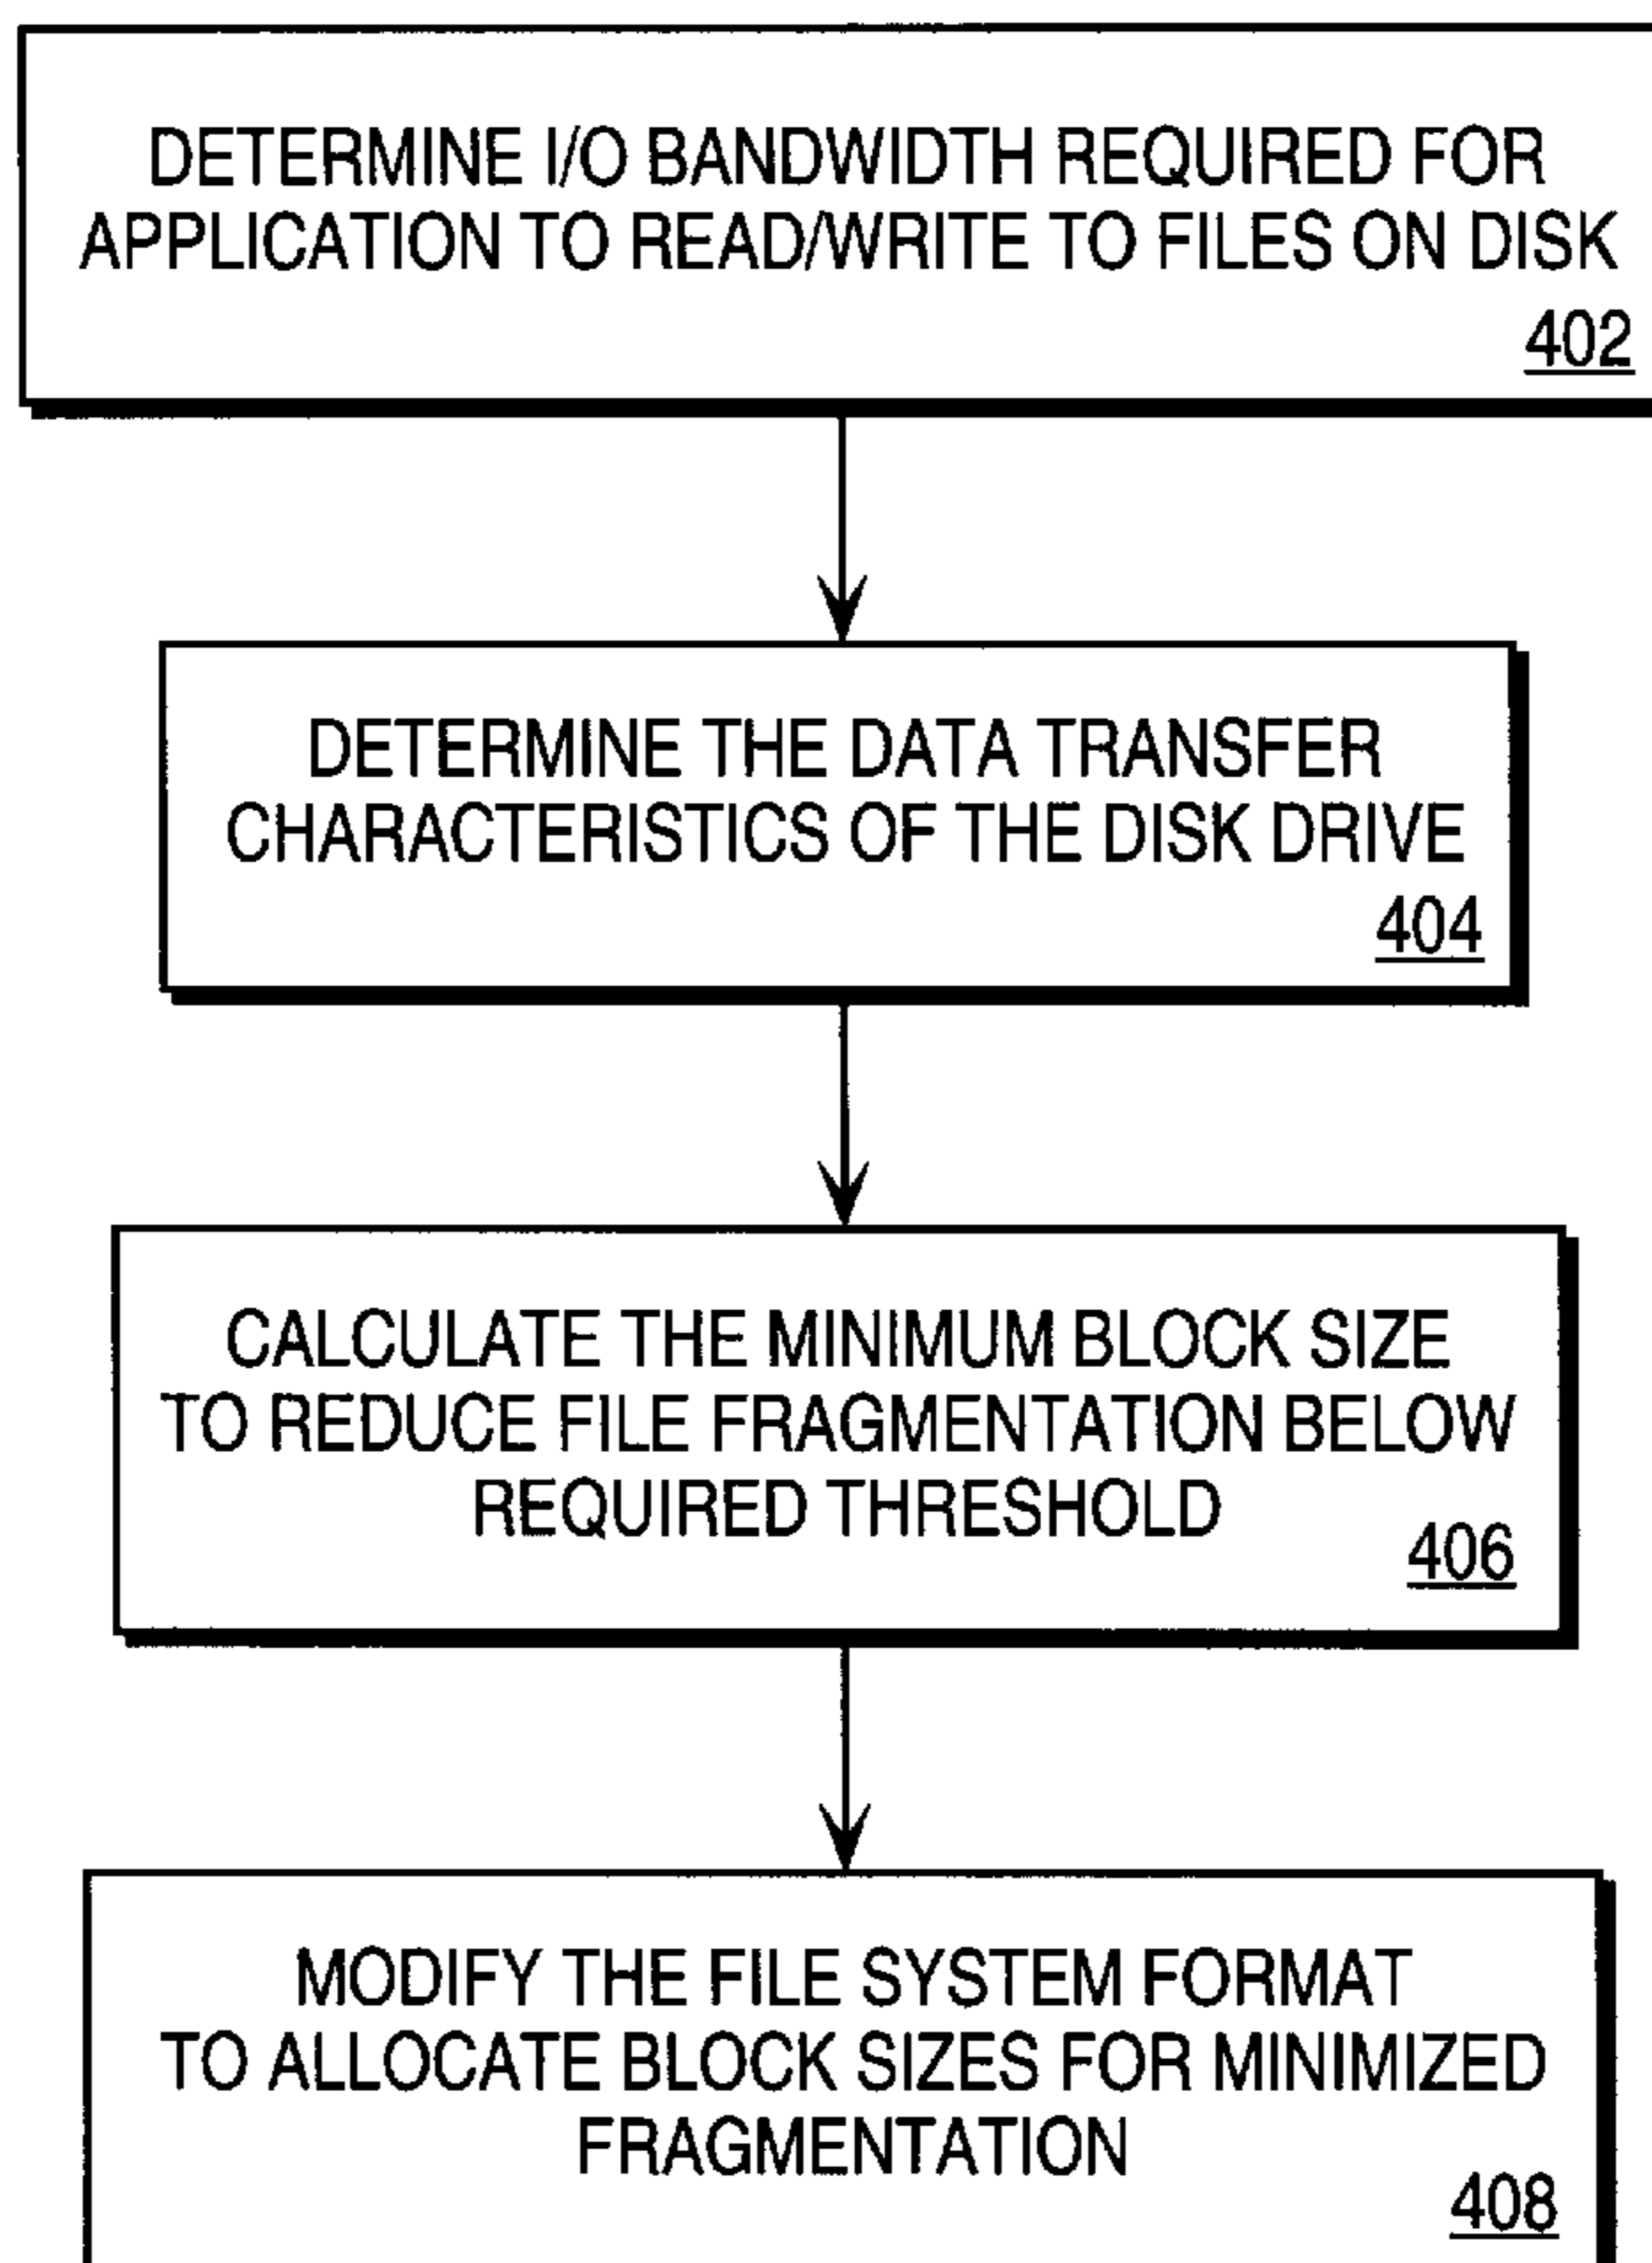 DETERMINE I/O BANDWIDTH REQUIRED FOR
APPLICATION TO READ/WRITE TO FILES ON DISK
402
DETERMINE THE DATA TRANSFER
CHARACTERISTICS OF THE DISK DRIVE
404
CALCULATE THE MINIMUM BLOCK SIZE
TO REDUCE FILE FRAGMENTATION BELOW
REQUIRED THRESHOLD
406
MODIFY THE FILE SYSTEM FORMAT
TO ALLOCATE BLOCK SIZES FOR MINIMIZED
FRAGMENTATION
408